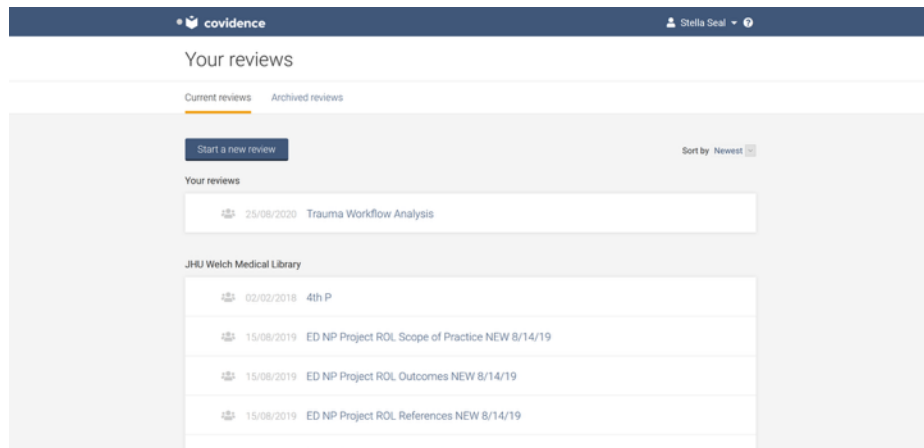 covidence
Stella Seal
Your reviews
Current reviews Archived reviews
Start a new review
Sort by Newest
Your reviews
25/08/2020 Trauma Workflow Analysis
JHU Welch Medical Library
02/02/2018 4th P
15/08/2019 ED NP Project ROL Scope of Practice NEW 8/14/19
15/08/2019 ED NP Project ROL Outcomes NEW 8/14/19
15/08/2019 ED NP Project ROL References NEW 8/14/19